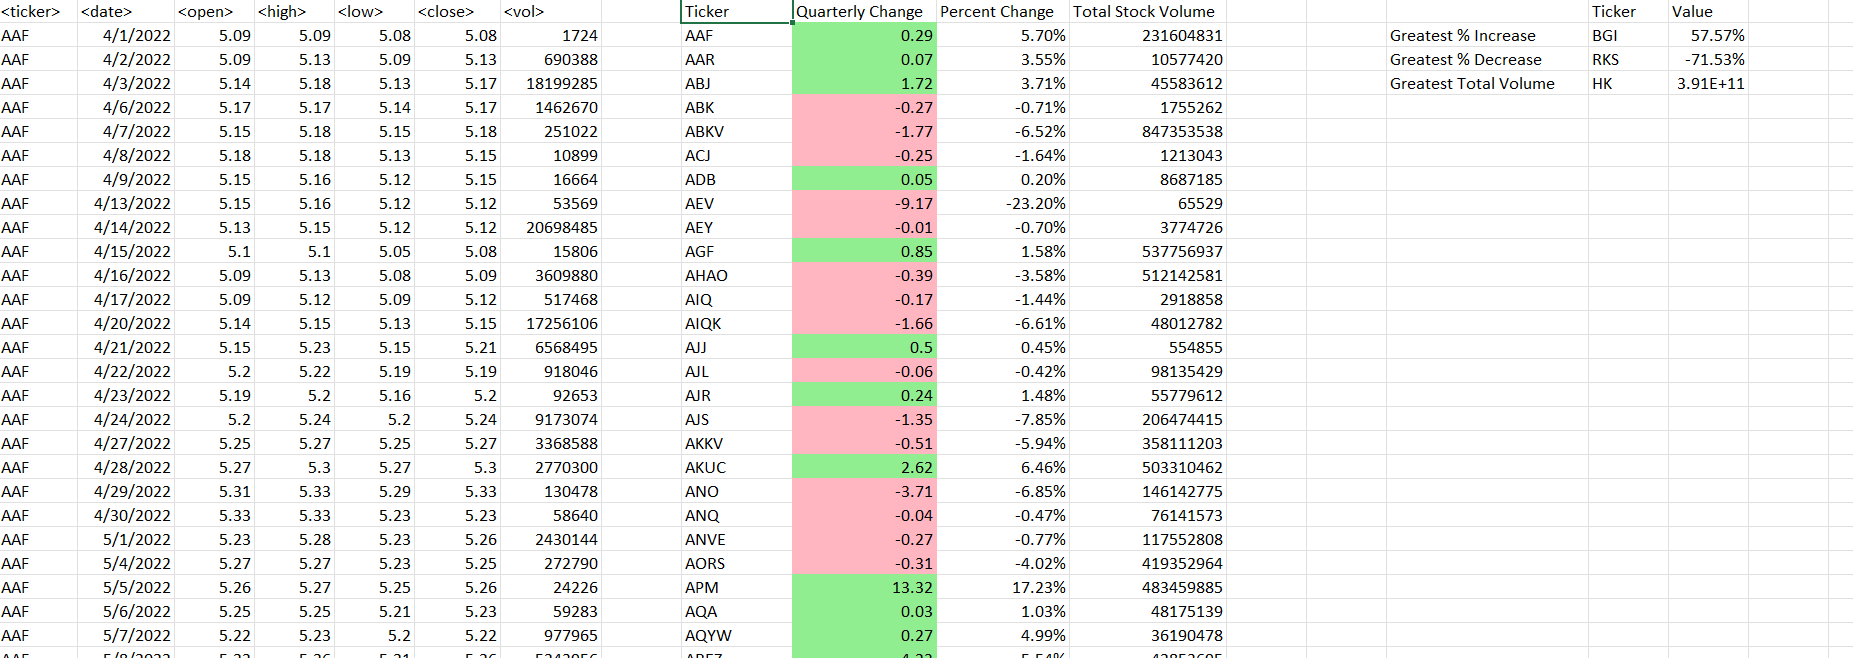 <ticker> <date> <open> <high> <low> <close> <vol> Ticker Quarterly Change Percent Change Total Stock Volume Ticker Value
AAF 4/1/2022 5.09 5.09 5.08 5.08 1724 AAF 0.29 5.70% 231604831 Greatest % Increase BGI 57.57%
AAF 4/2/2022 5.09 5.13 5.09 5.13 690388 AAR 0.07 3.55% 10577420 Greatest % Decrease RKS -71.53%
AAF 4/3/2022 5.14 5.18 5.13 5.17 18199285 ABJ 1.72 3.71% 45583612 Greatest Total Volume HK 3.91E+11
AAF 4/6/2022 5.17 5.17 5.14 5.17 1462670 ABK -0.27 -0.71% 1755262
AAF 4/7/2022 5.15 5.18 5.15 5.18 251022 ABKV -1.77 -6.52% 847353538
AAF 4/8/2022 5.18 5.18 5.13 5.15 10899 ACJ -0.25 -1.64% 1213043
AAF 4/9/2022 5.15 5.16 5.12 5.15 16664 ADB 0.05 0.20% 8687185
AAF 4/13/2022 5.15 5.16 5.12 5.12 53569 AEV -9.17 -23.20% 65529
AAF 4/14/2022 5.13 5.15 5.12 5.12 20698485 AEY -0.01 -0.70% 3774726
AAF 4/15/2022 5.1 5.1 5.05 5.08 15806 AGF 0.85 1.58% 537756937
AAF 4/16/2022 5.09 5.13 5.08 5.09 3609880 AHAO -0.39 -3.58% 512142581
AAF 4/17/2022 5.09 5.12 5.09 5.12 517468 AIQ -0.17 -1.44% 2918858
AAF 4/20/2022 5.14 5.15 5.13 5.15 17256106 AIQK -1.66 -6.61% 48012782
AAF 4/21/2022 5.15 5.23 5.15 5.21 6568495 AJJ 0.5 0.45% 554855
AAF 4/22/2022 5.2 5.22 5.19 5.19 918046 AJL -0.06 -0.42% 98135429
AAF 4/23/2022 5.19 5.2 5.16 5.2 92653 AJR 0.24 1.48% 55779612
AAF 4/24/2022 5.2 5.24 5.2 5.24 9173074 AJS -1.35 -7.85% 206474415
AAF 4/27/2022 5.25 5.27 5.25 5.27 3368588 AKKV -0.51 -5.94% 358111203
AAF 4/28/2022 5.27 5.3 5.27 5.3 2770300 AKUC 2.62 6.46% 503310462
AAF 4/29/2022 5.31 5.33 5.29 5.33 130478 ANO -3.71 -6.85% 146142775
AAF 4/30/2022 5.33 5.33 5.23 5.23 58640 ANQ -0.04 -0.47% 76141573
AAF 5/1/2022 5.23 5.28 5.23 5.26 2430144 ANVE -0.27 -0.77% 117552808
AAF 5/4/2022 5.27 5.27 5.23 5.25 272790 AORS -0.31 -4.02% 419352964
AAF 5/5/2022 5.26 5.27 5.25 5.26 24226 APM 13.32 17.23% 483459885
AAF 5/6/2022 5.25 5.25 5.21 5.23 59283 AQA 0.03 1.03% 48175139
AAF 5/7/2022 5.22 5.23 5.2 5.22 977965 AQYW 0.27 4.99% 36190478